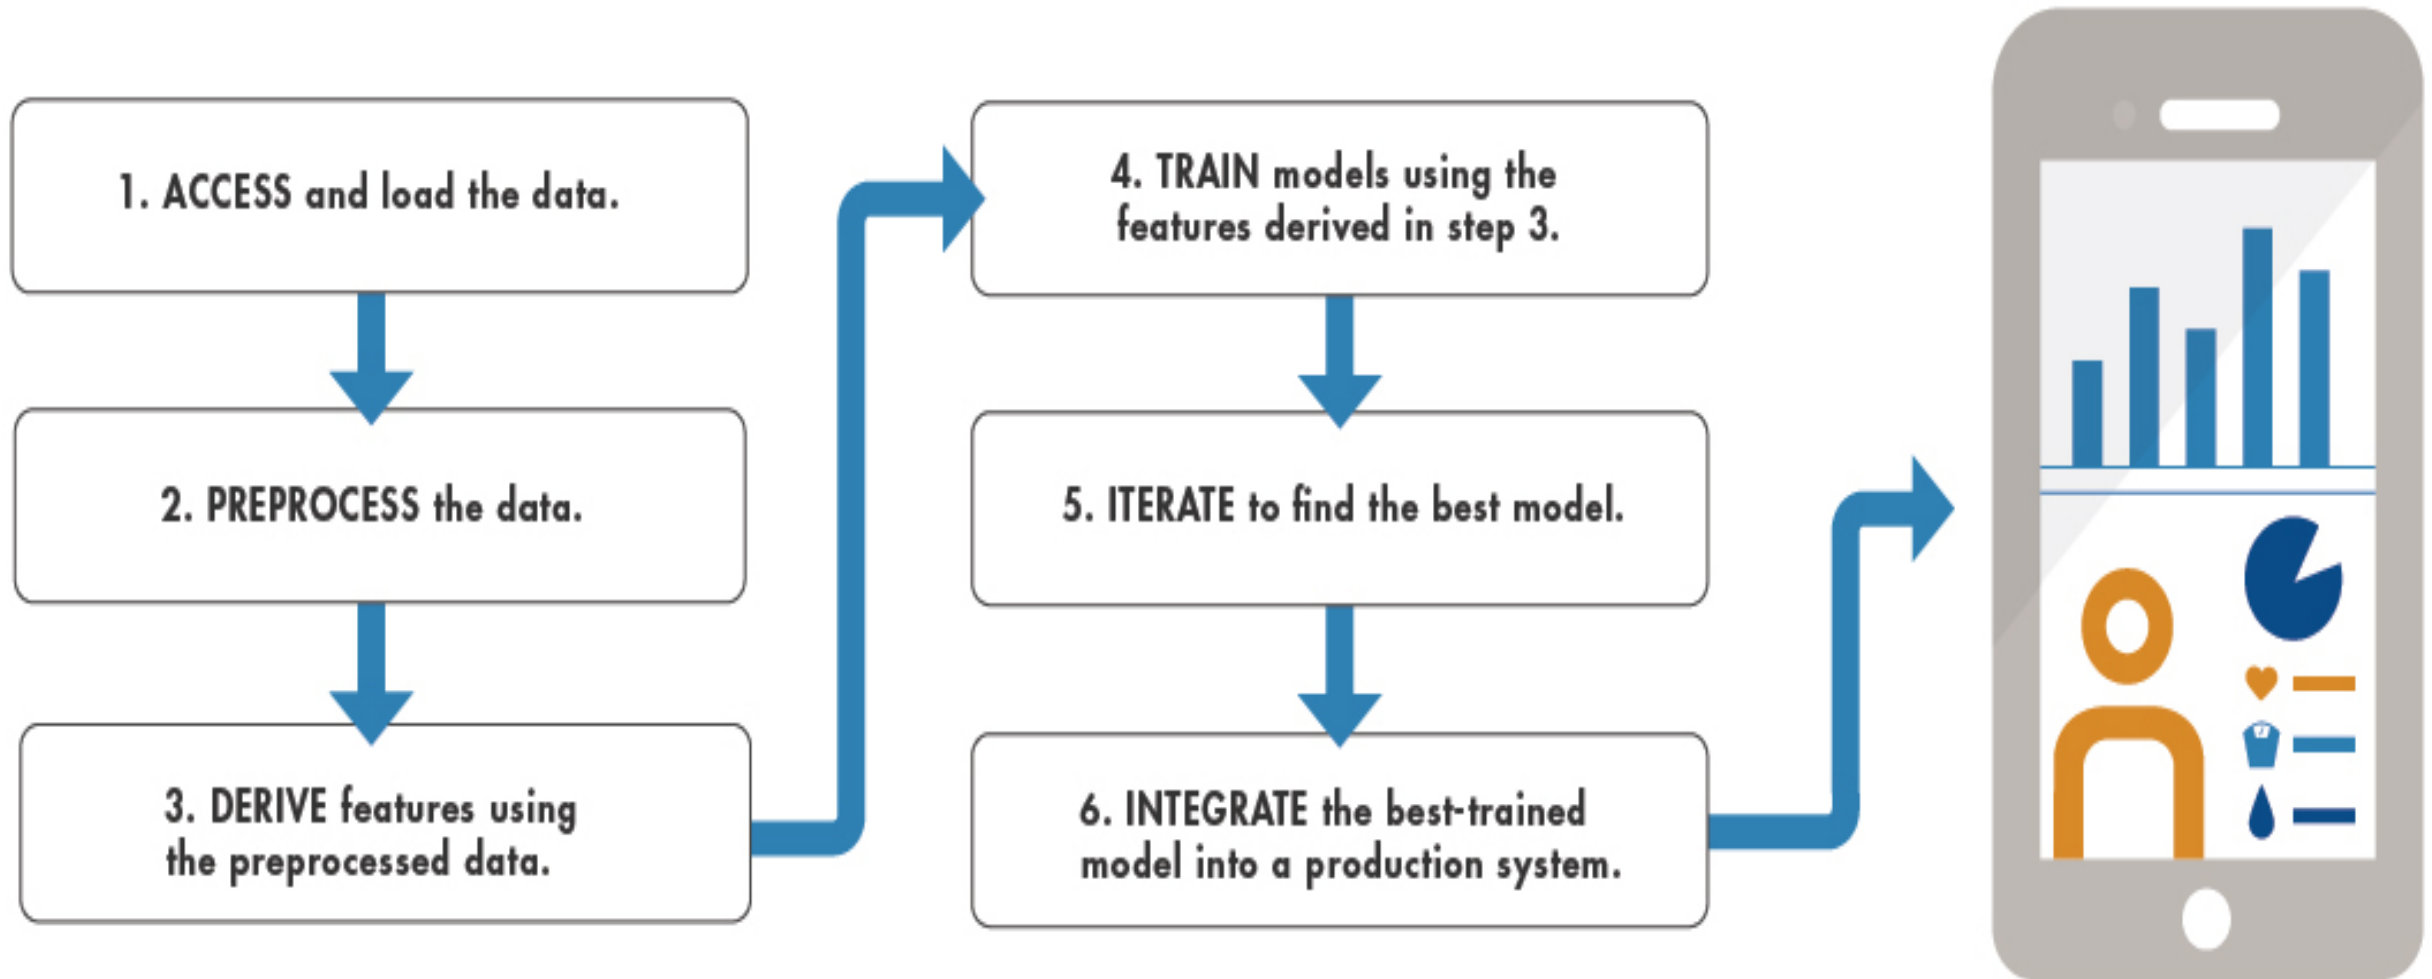 1. ACCESS and load the data.
2. PREPROCESS the data.
3. DERIVE features using
the preprocessed data.
4. TRAIN models using the
features derived in step 3.
5. ITERATE to find the best model.
6. INTEGRATE the best-trained
model into a production system.